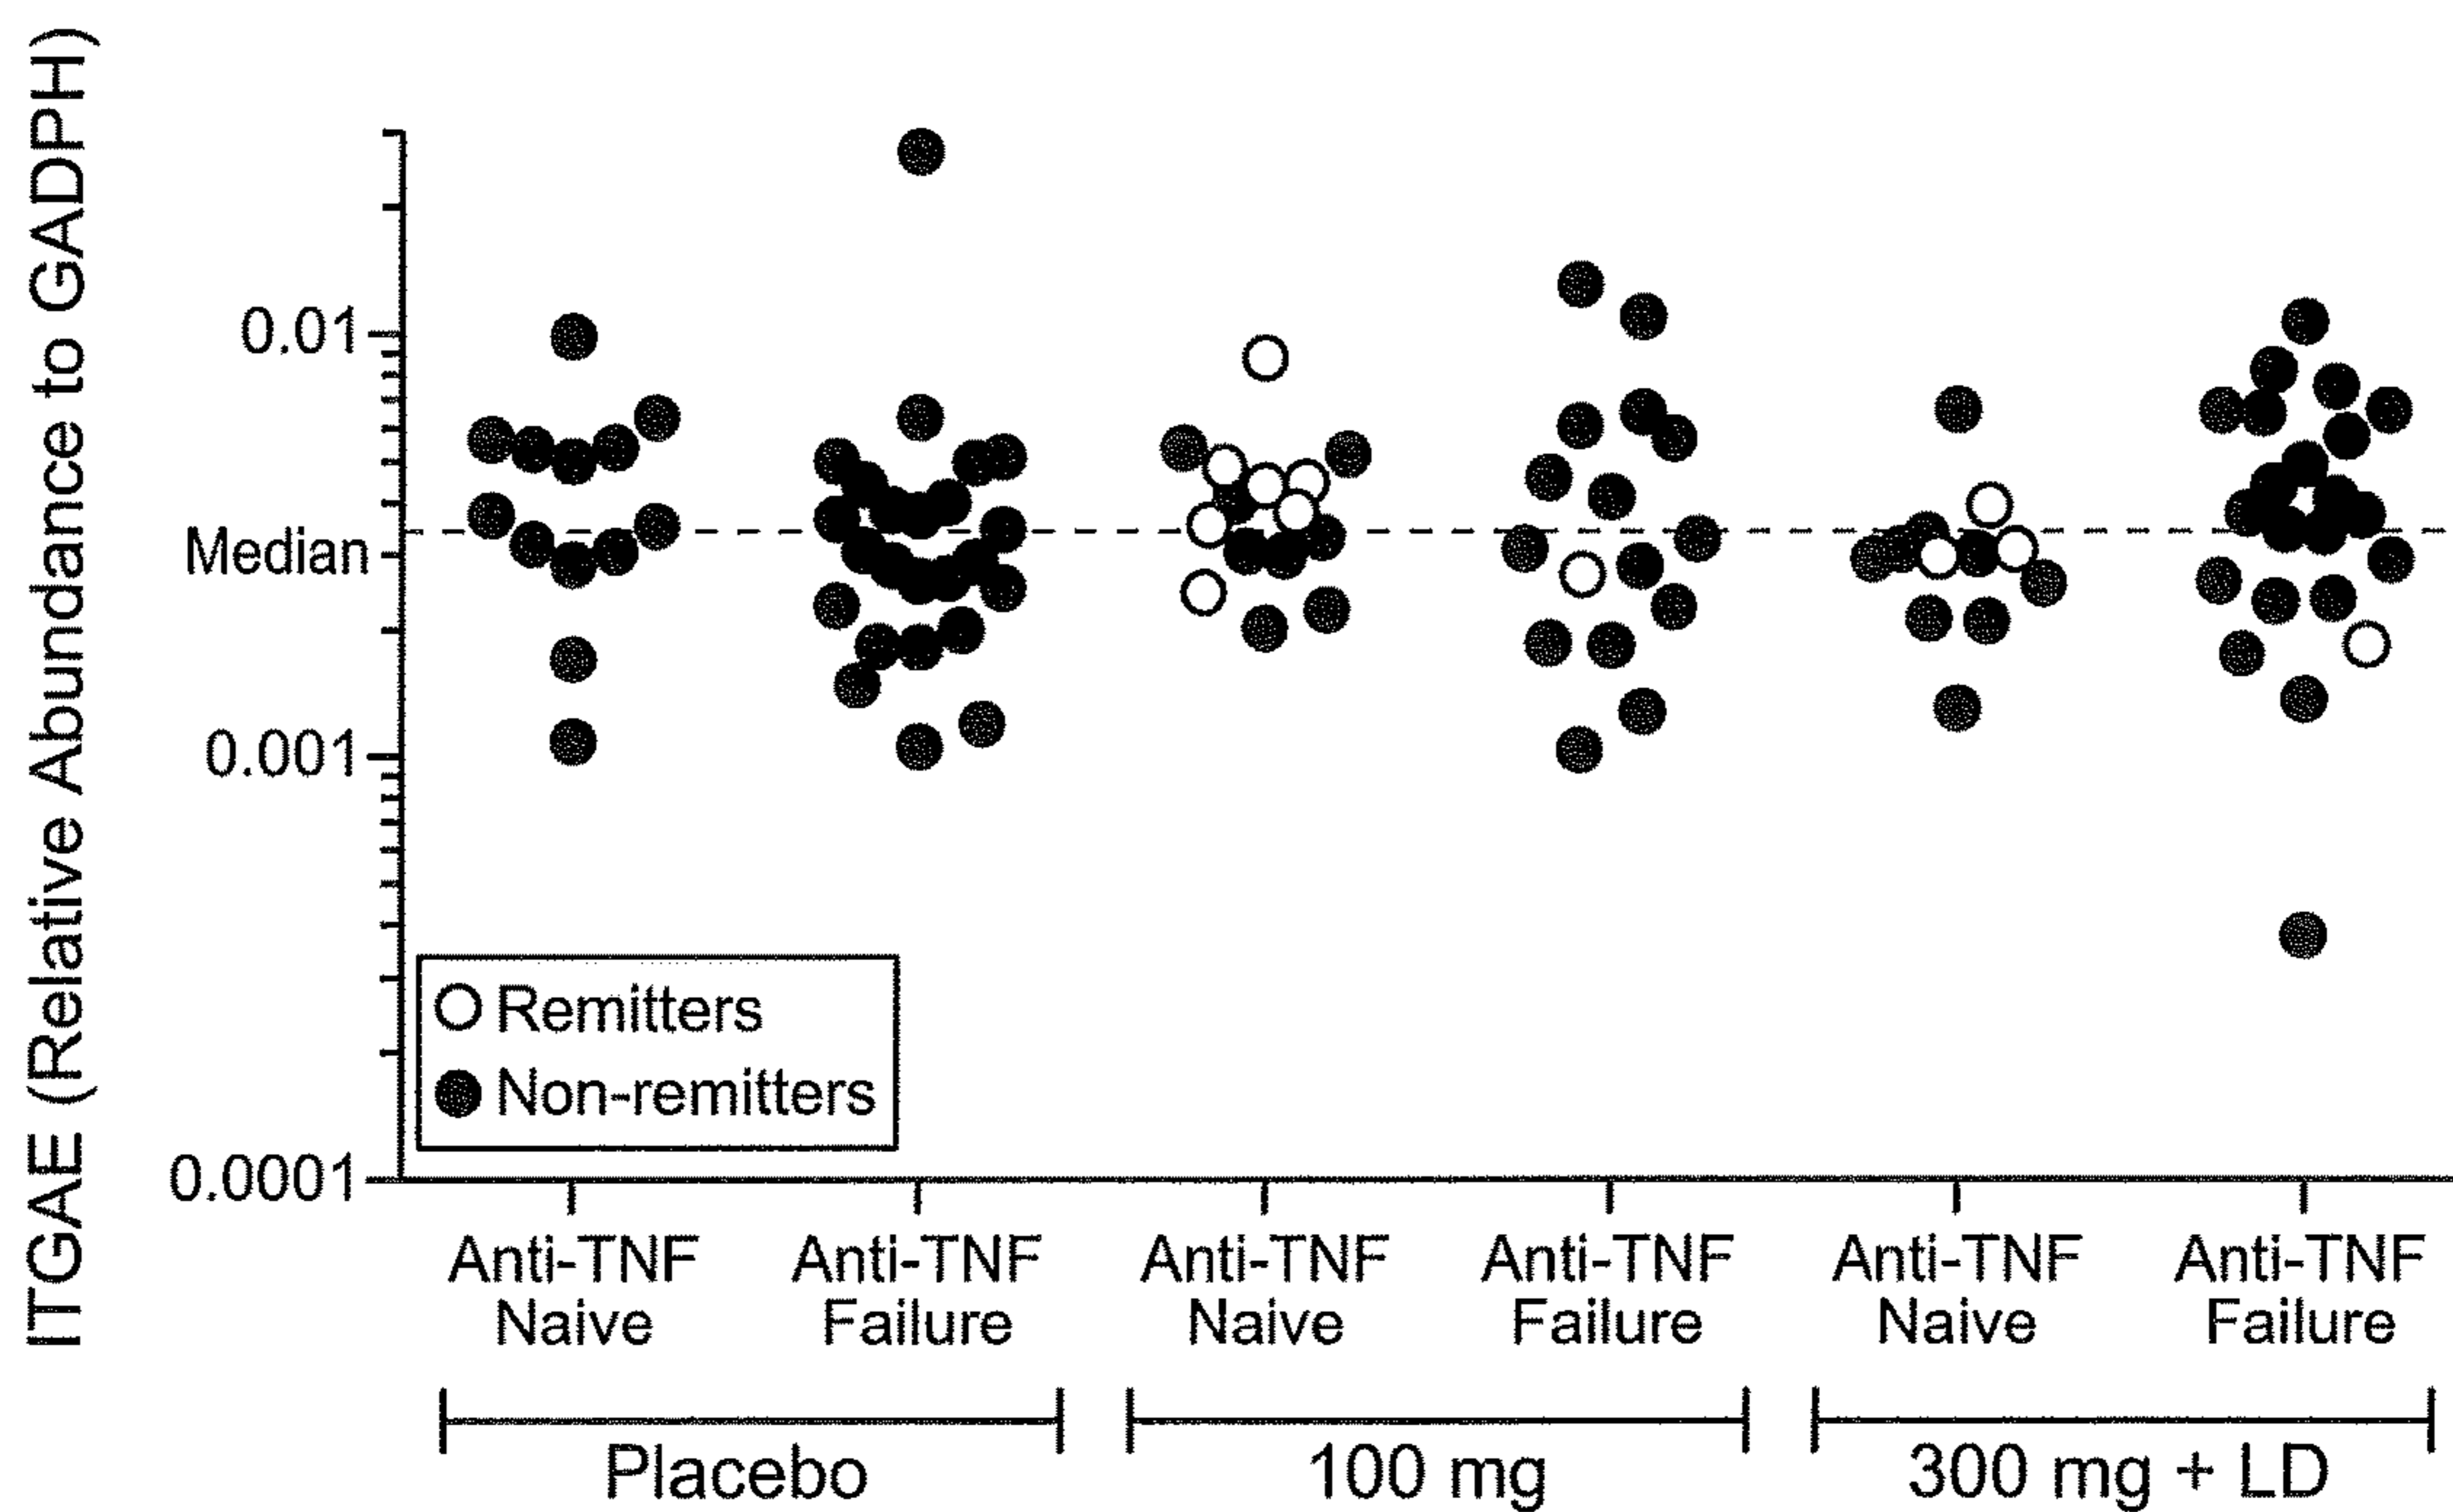 ITGAE (Relative Abundance to GADPH)
0.01
Median
0.001
0.0001
Remitters
Non-remitters
Anti-TNF Naive
Anti-TNF Failure
Anti-TNF Naive
Anti-TNF Failure
Anti-TNF Naive
Anti-TNF Failure
Placebo
100 mg
300 mg + LD